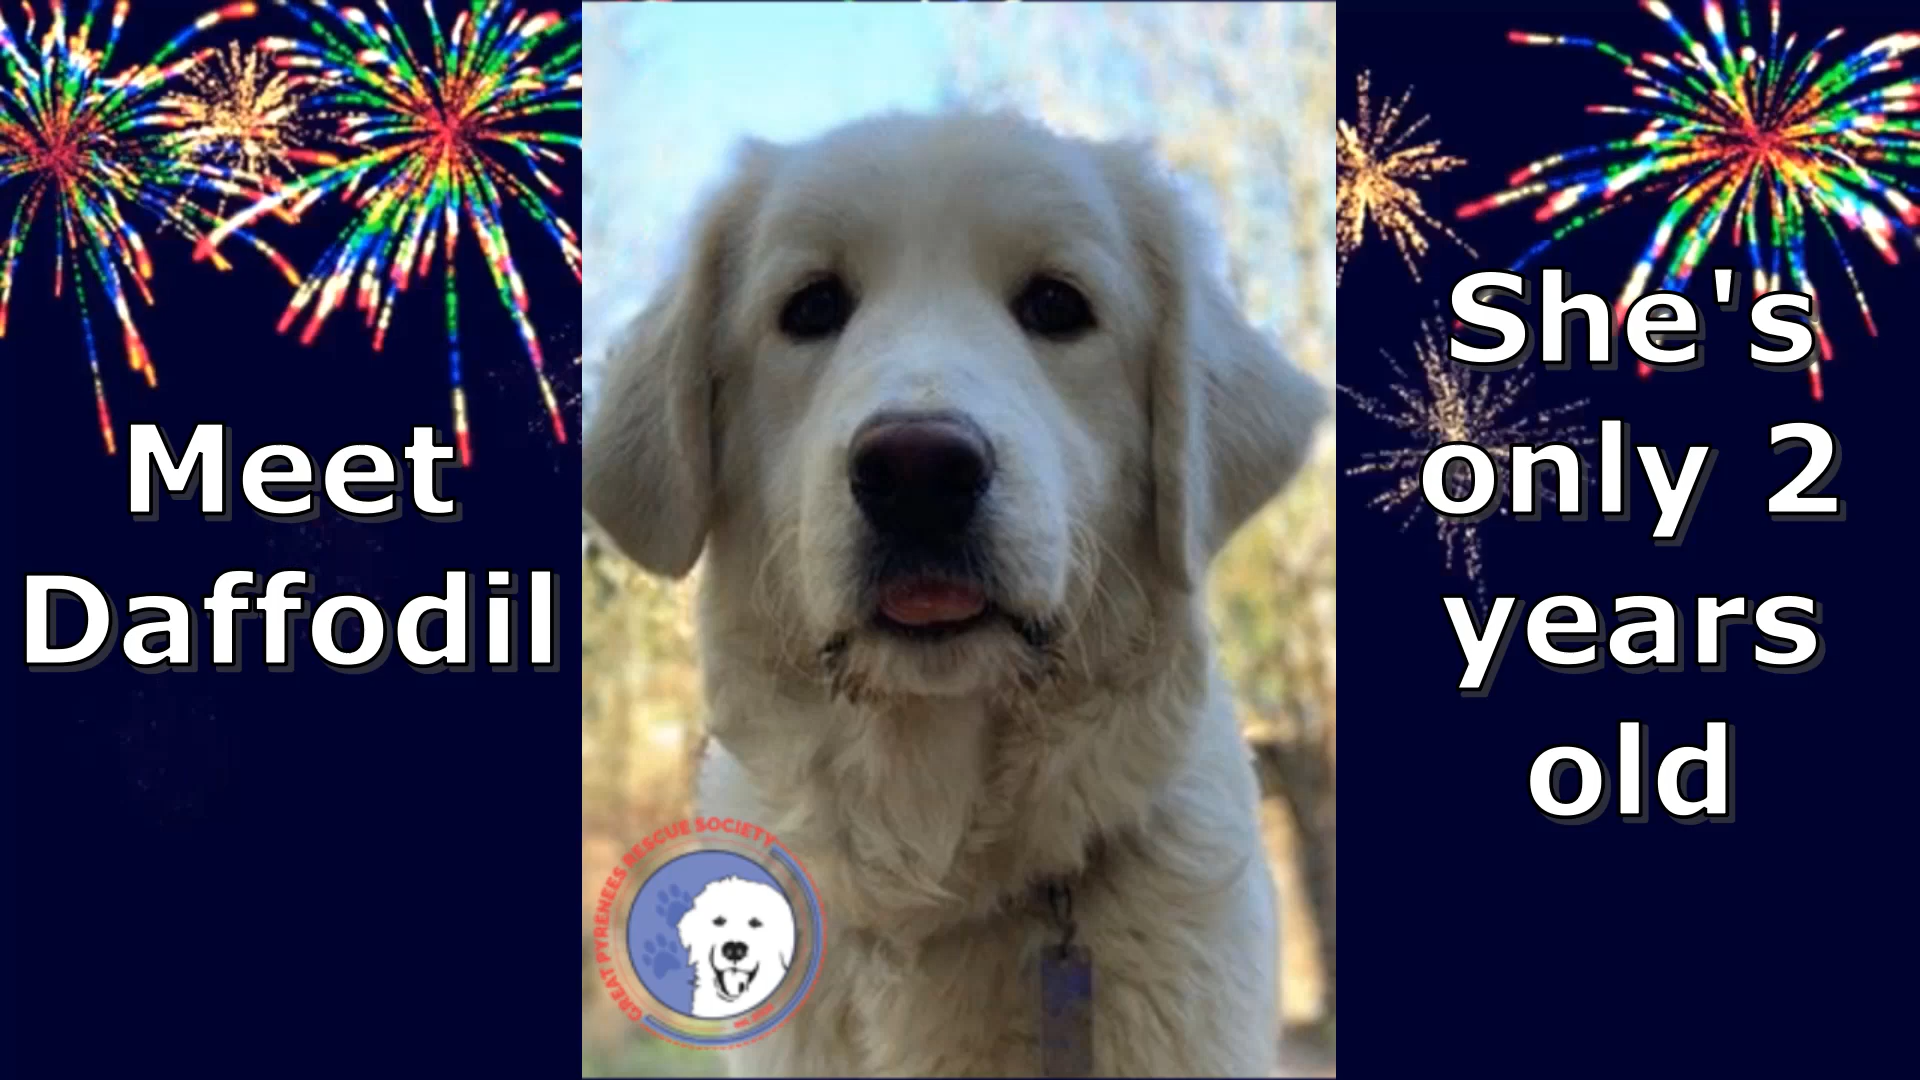 Meet
Daffodil
She's
only 2
years
old
GREAT PYRENEES RESCUE SOCIETY